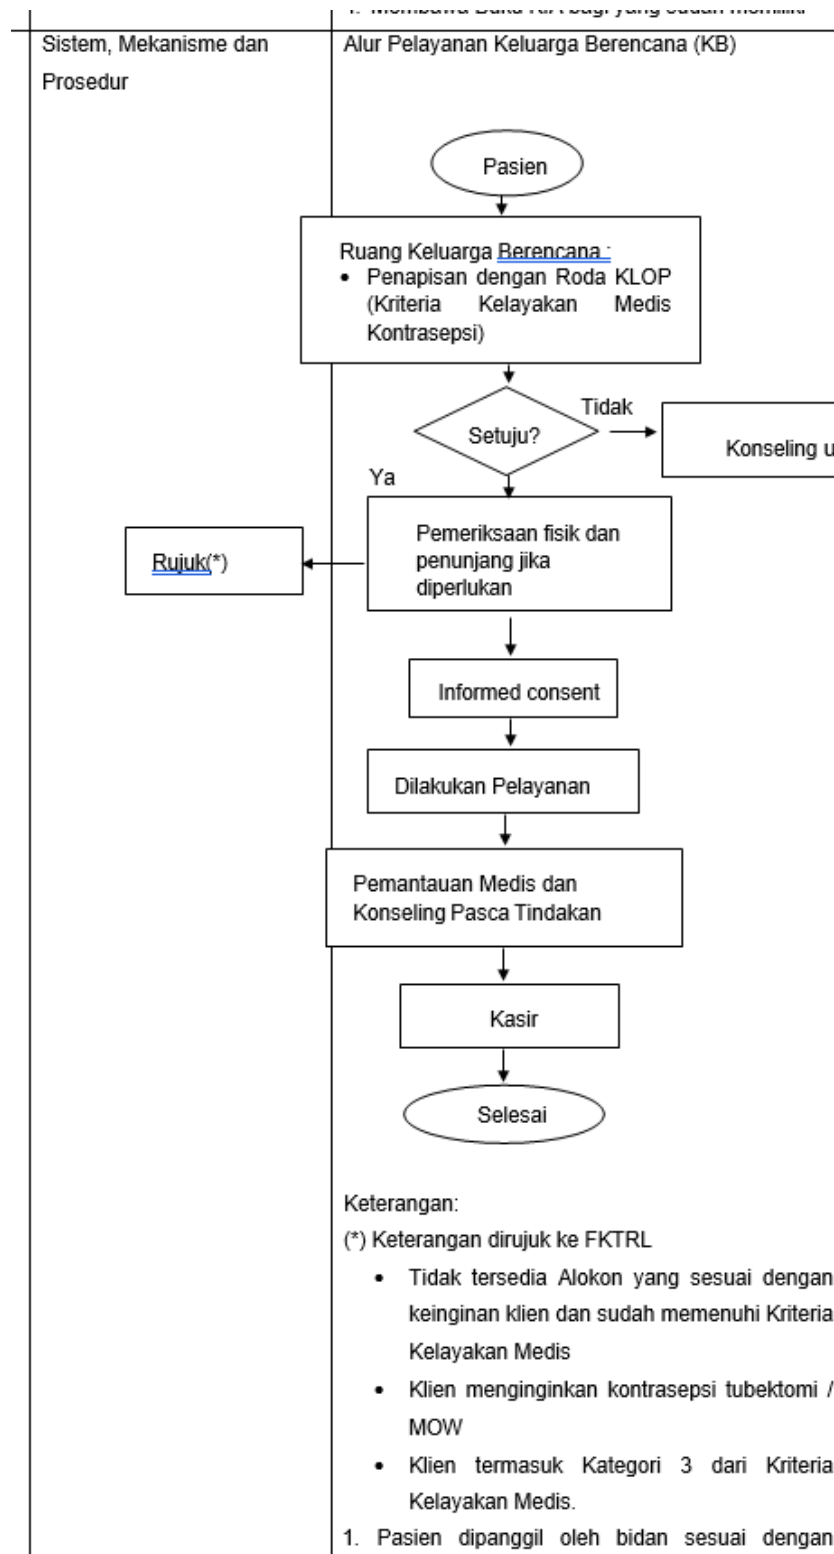 Sistem, Mekanisme dan
Prosedur
Alur Pelayanan Keluarga Berencana (KB)
Pasien
Ruang Keluarga Berencana :
• Penapisan dengan Roda KLOP
(Kriteria Kelayakan Medis
Kontrasepsi)
Setuju?
Tidak
Konseling u
Ya
Pemeriksaan fisik dan
penunjang jika
diperlukan
Rujuk(*)
Informed consent
Dilakukan Pelayanan
Pemantauan Medis dan
Konseling Pasca Tindakan
Kasir
Selesai
Keterangan:
(*) Keterangan dirujuk ke FKTRL
• Tidak tersedia Alokon yang sesuai dengan
keinginan klien dan sudah memenuhi Kriteria
Kelayakan Medis
• Klien menginginkan kontrasepsi tubektomi /
MOW
• Klien termasuk Kategori 3 dari Kriteria
Kelayakan Medis.
1. Pasien dipanggil oleh bidan sesuai dengan